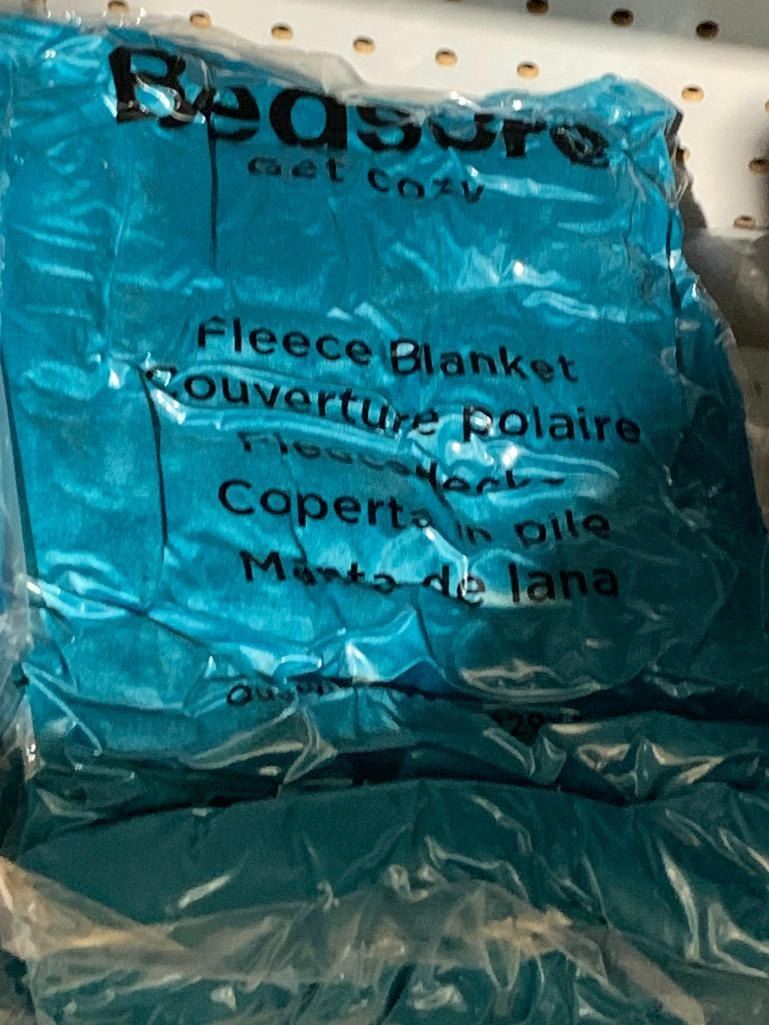 Bedsure
Get Cozy
Fleece Blanket
Couverture polaire
Coperta in pile
Manta de lana